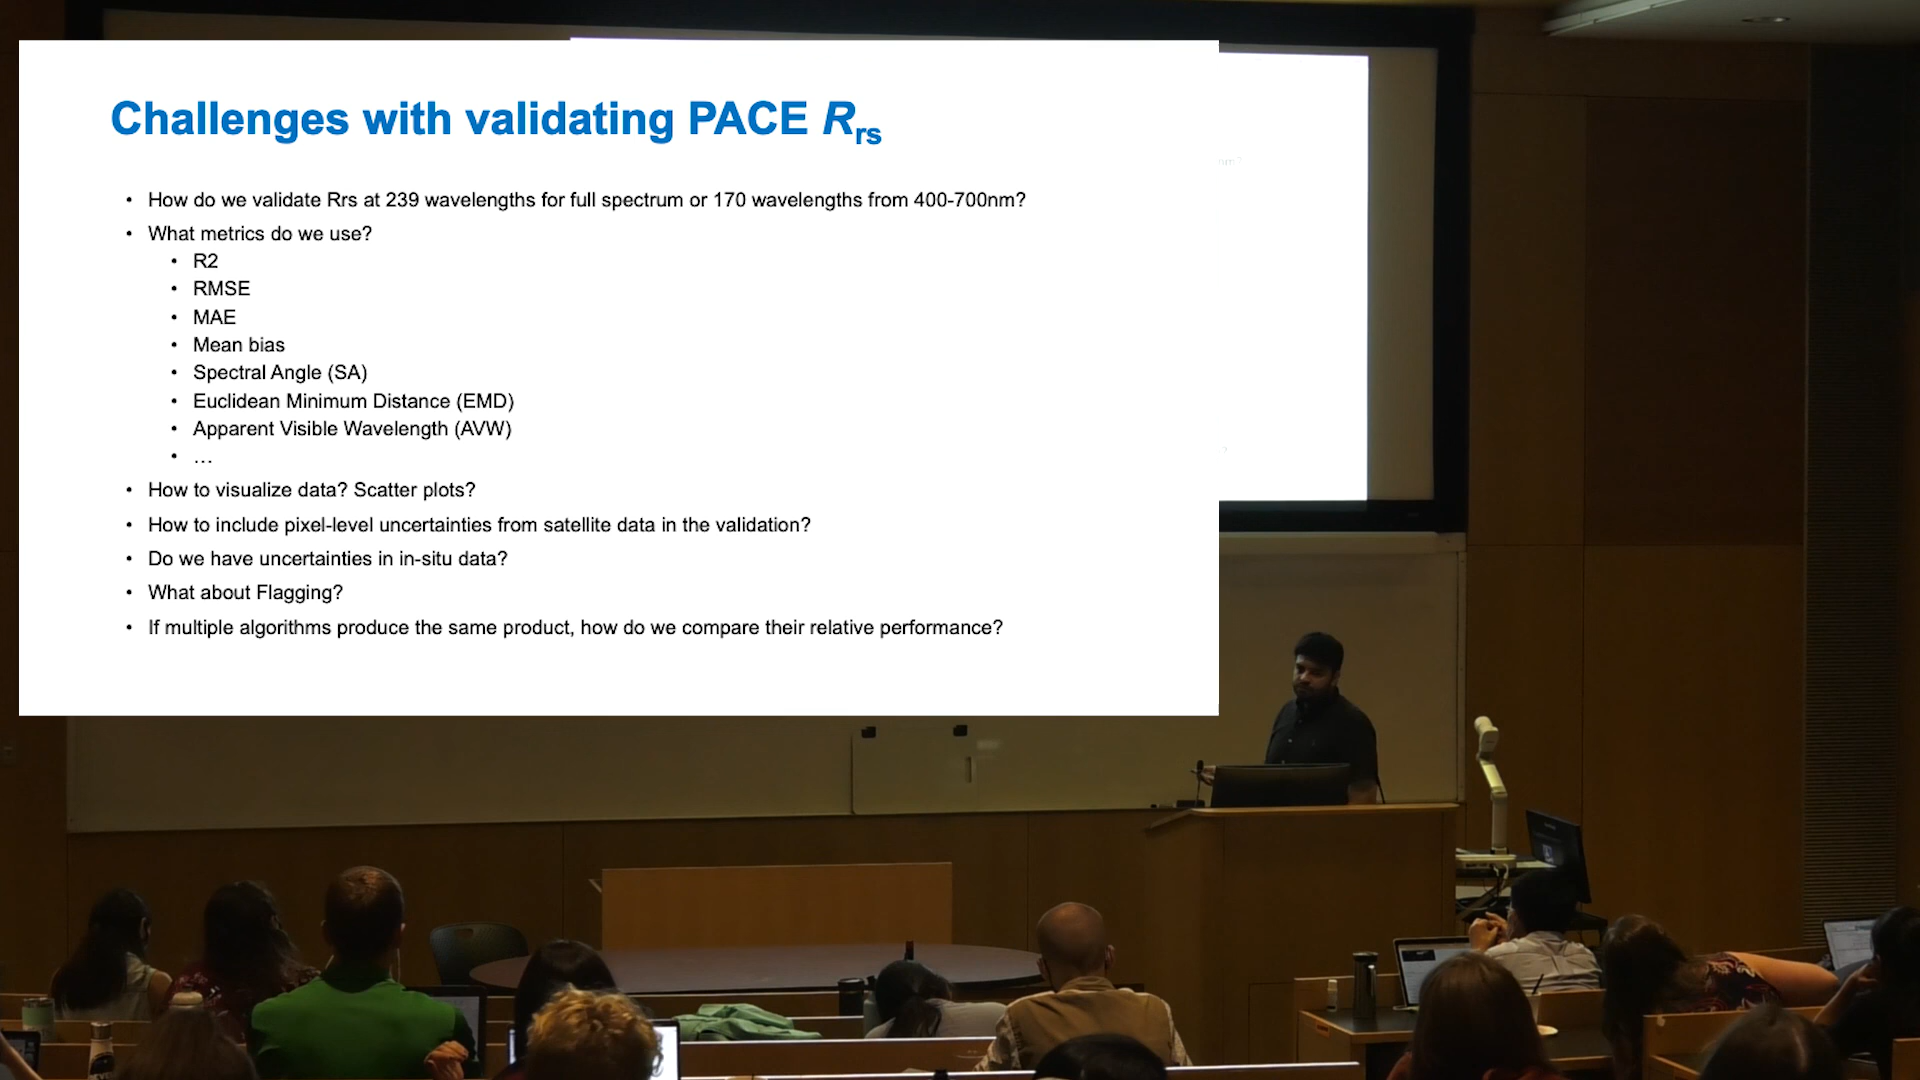 Challenges with validating PACE Rrs
• How do we validate Rrs at 239 wavelengths for full spectrum or 170 wavelengths from 400-700nm?
• What metrics do we use?
• R2
• RMSE
• MAE
• Mean bias
• Spectral Angle (SA)
• Euclidean Minimum Distance (EMD)
• Apparent Visible Wavelength (AVW)
• …
• How to visualize data? Scatter plots?
• How to include pixel-level uncertainties from satellite data in the validation?
• Do we have uncertainties in in-situ data?
• What about Flagging?
• If multiple algorithms produce the same product, how do we compare their relative performance?
nm?
?